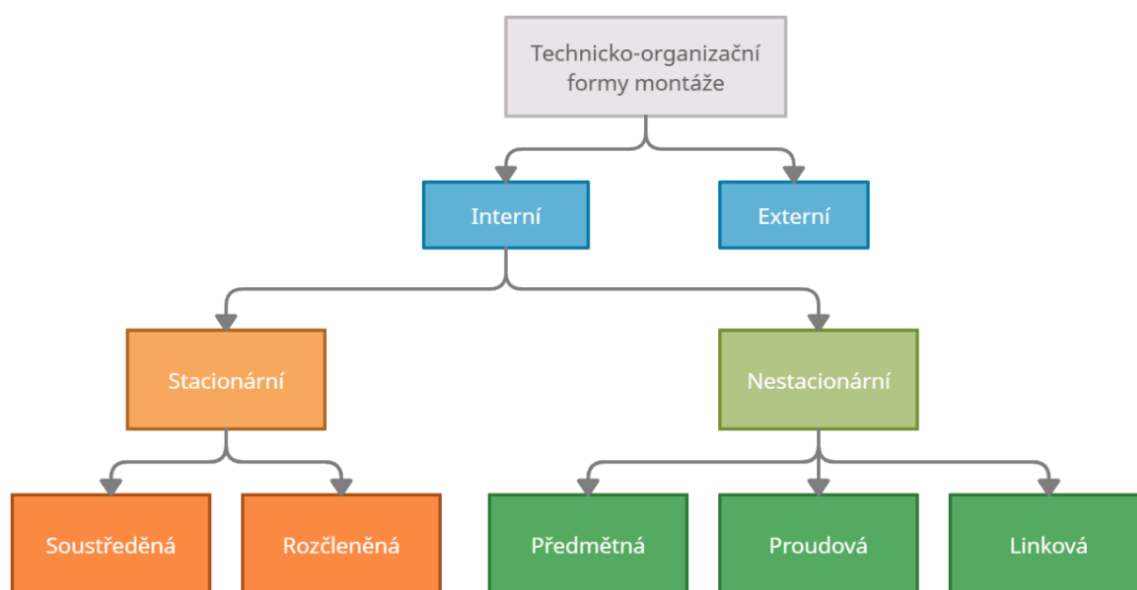 Technicko-organizační
formy montáže
Interní
Externí
Stacionární
Nestacionární
Soustředěná
Rozčleněná
Předmětná
Proudová
Linková